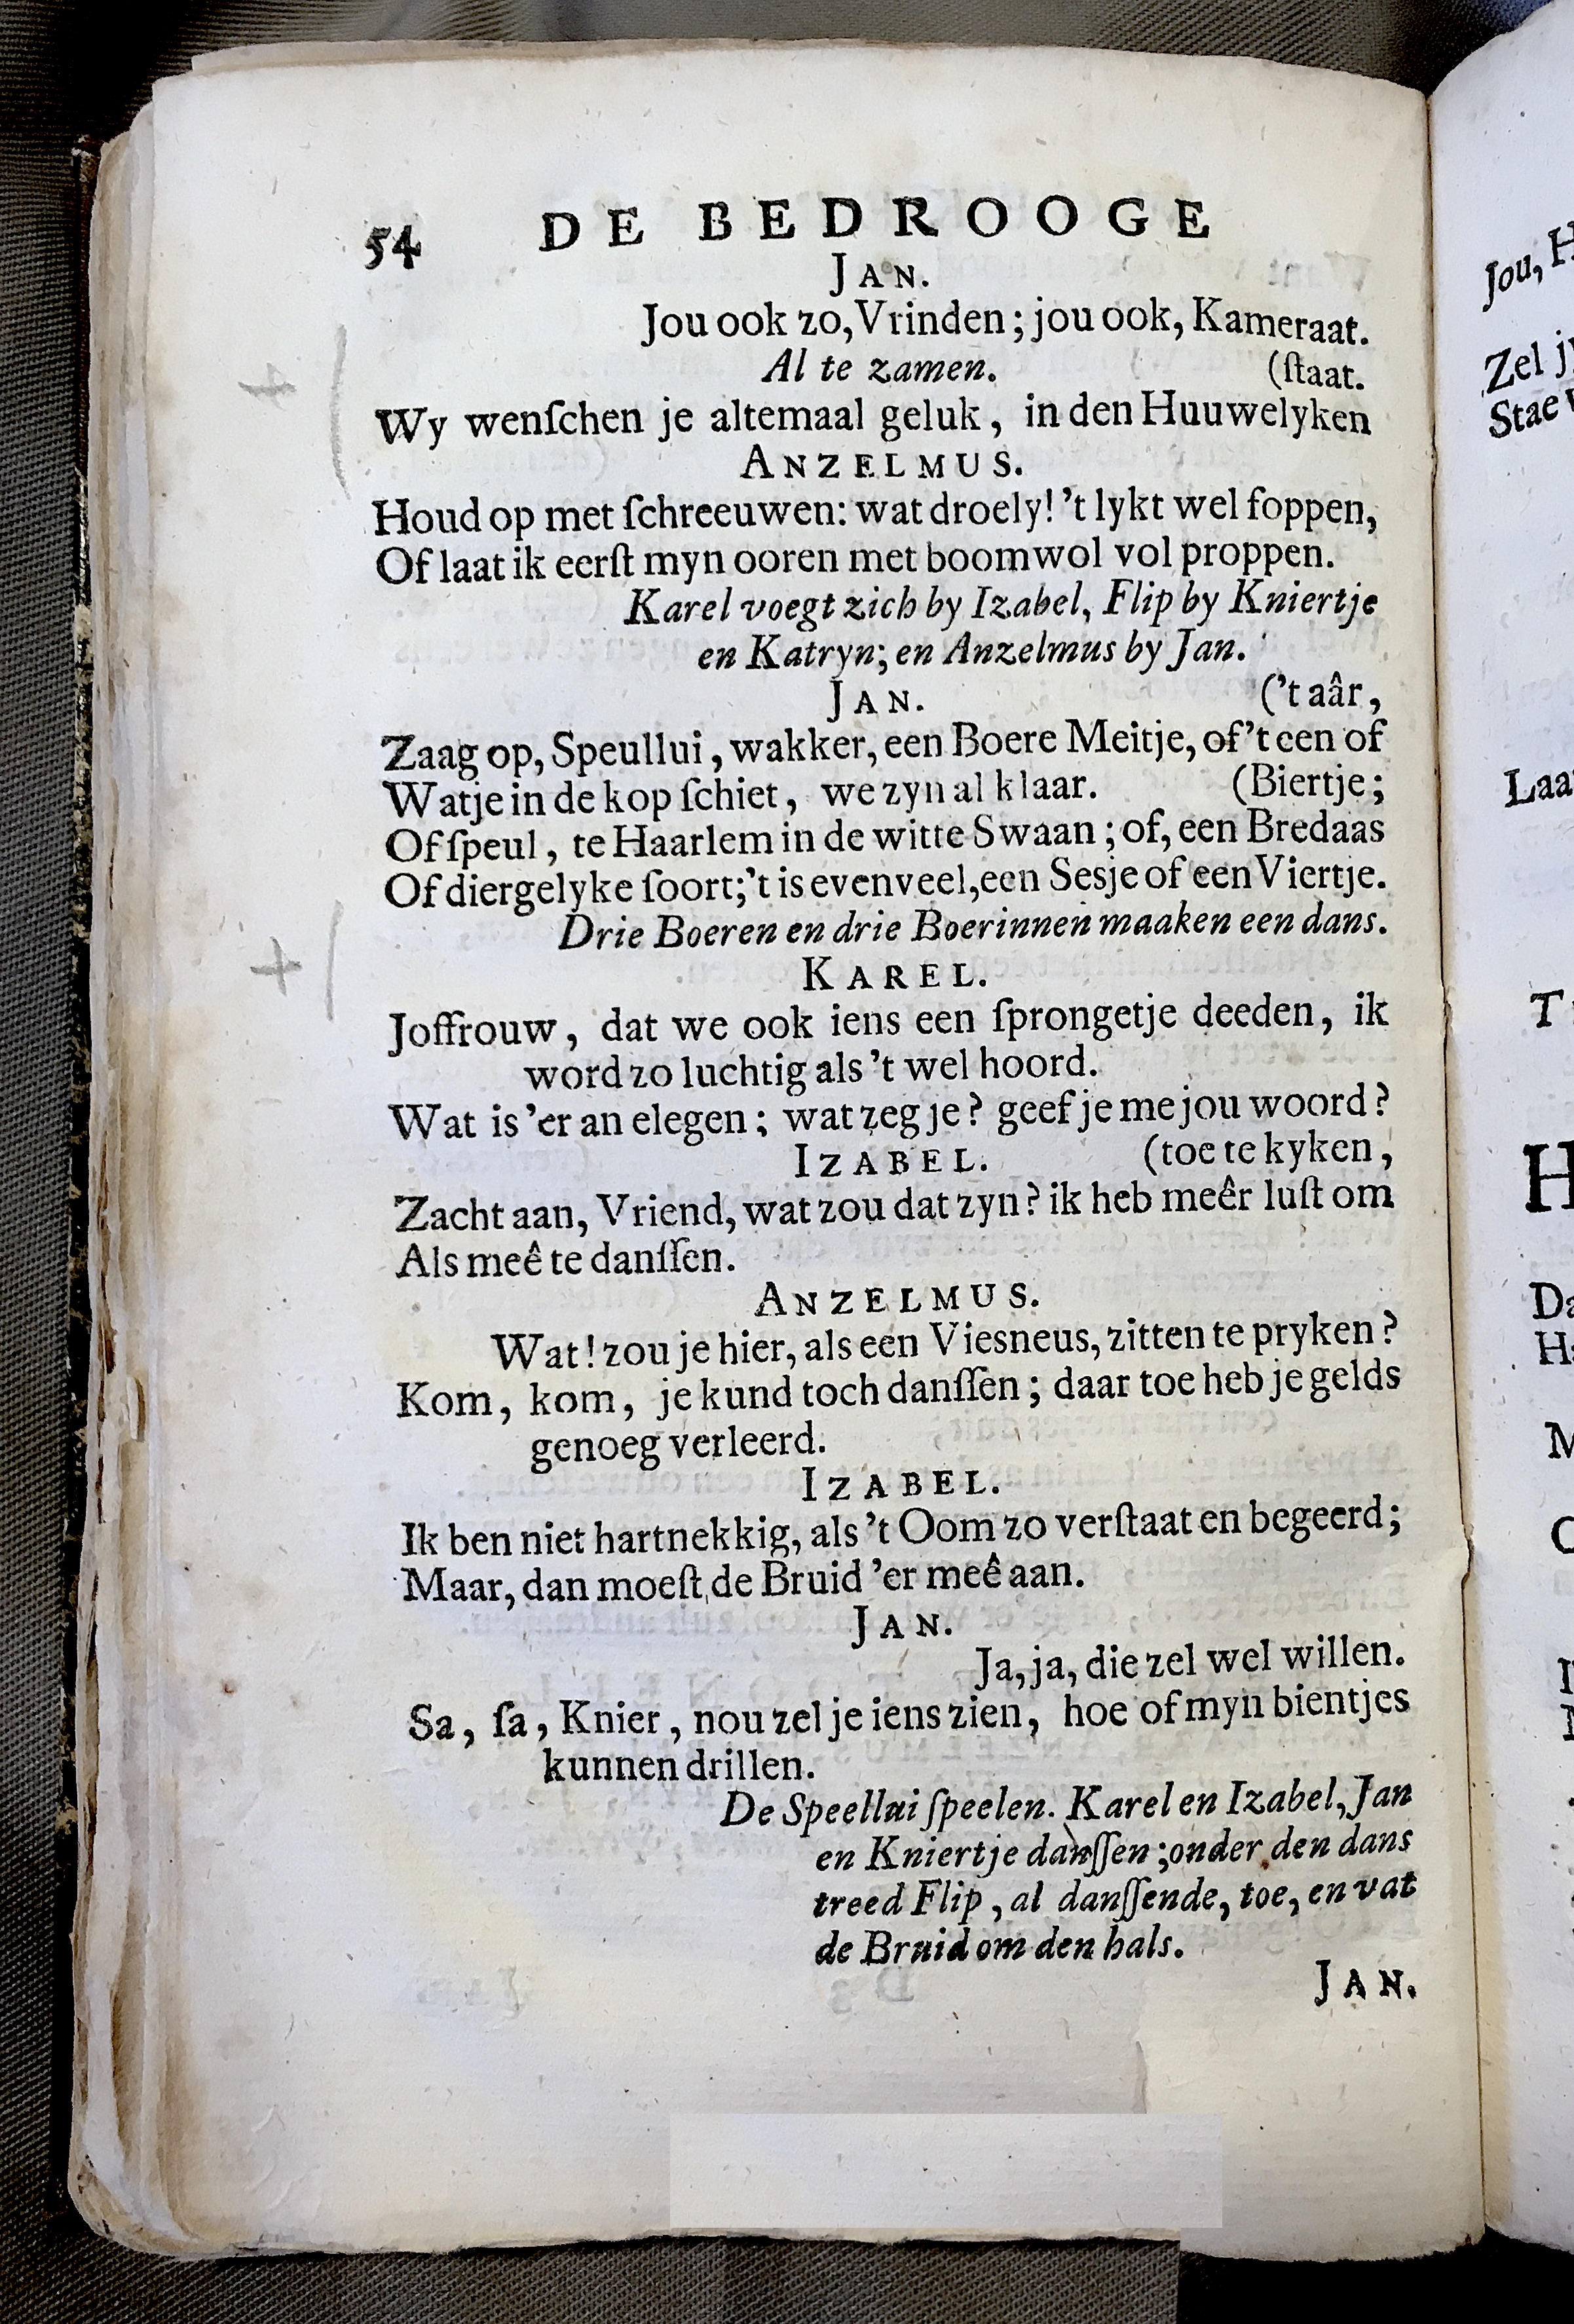 54 DE BEDROOGE
JAN.
Jou ook zo, Vrinden; jou ook, Kameraat.
Al te zamen. (ſtaat.
Wy wenſchen je altemaal geluk, in den Huuwelyken
ANZELMUS.
Houd op met ſchreeuwen: wat droely! 't lykt wel foppen,
Of laat ik eerſt myn ooren met boomwol vol proppen.
Karel voegt zich by Izabel, Flip by Kniertje
en Katryn; en Anzelmus by Jan.
JAN. ('t aâr,
Zaag op, Speullui, wakker, een Boere Meitje, of 't een of
Watje in de kop ſchiet, we zyn al klaar. (Biertje;
Of ſpeul, te Haarlem in de witte Swaan; of, een Bredaas
Of diergelyke ſoort; 't is evenveel, een Sesje of een Viertje.
Drie Boeren en drie Boerinnen maaken een dans.
KAREL.
Joffrouw, dat we ook iens een ſprongetje deeden, ik
word zo luchtig als 't wel hoord.
Wat is 'er an elegen; wat zeg je? geef je me jou woord?
IZABEL. (toe te kyken,
Zacht aan, Vriend, wat zou dat zyn? ik heb meêr luſt om
Als meê te danſſen.
ANZELMUS.
Wat! zou je hier, als een Viesneus, zitten te pryken?
Kom, kom, je kund toch danſſen; daar toe heb je gelds
genoeg verleerd.
IZABEL.
Ik ben niet hartnekkig, als 't Oom zo verſtaat en begeerd;
Maar, dan moeſt de Bruid 'er meê aan.
JAN.
Ja, ja, die zel wel willen.
Sa, ſa, Knier, nou zel je iens zien, hoe of myn bientjes
kunnen drillen.
De Speellui ſpeelen. Karel en Izabel, Jan
en Kniertje danſſen; onder den dans
treed Flip, al danſſende, toe, en vat
de Bruid om den hals.
JAN.
Jou, H
Zel j
Stae
Laa
T
H
Da
H
M